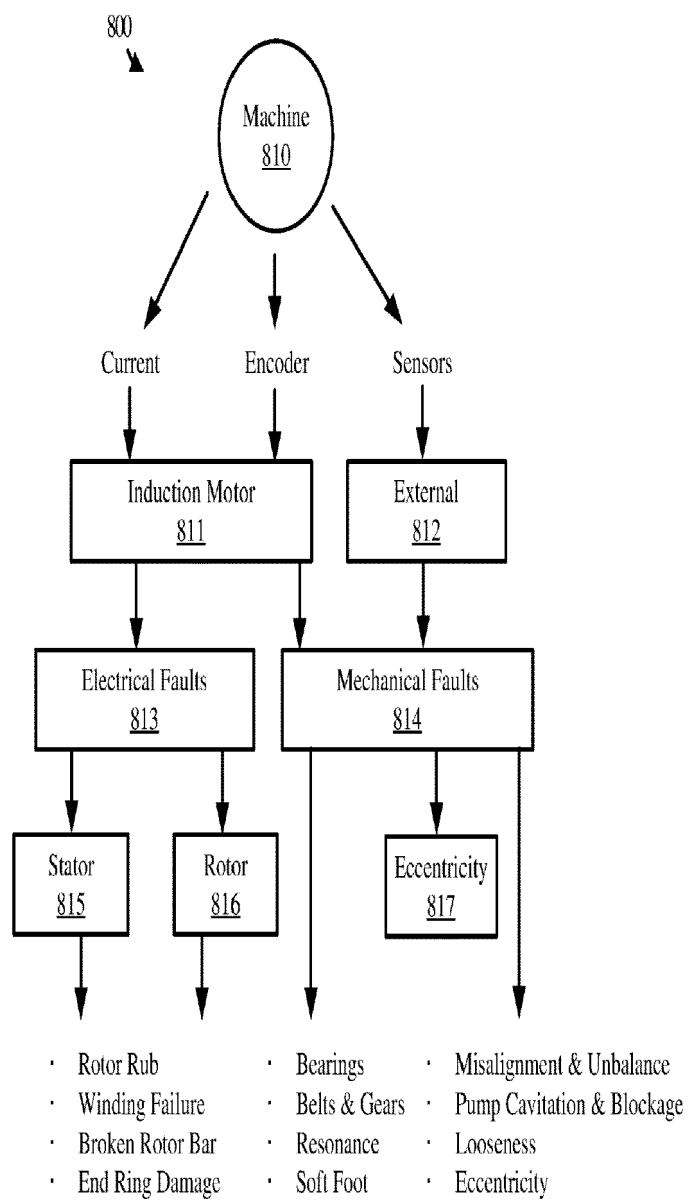 800
Machine
810
Current Encoder Sensors
Induction Motor External
811 812
Electrical Faults Mechanical Faults
813 814
Stator Rotor Eccentricity
815 816 817
· Rotor Rub · Bearings · Misalignment & Unbalance
· Winding Failure · Belts & Gears · Pump Cavitation & Blockage
· Broken Rotor Bar · Resonance · Looseness
· End Ring Damage · Soft Foot · Eccentricity